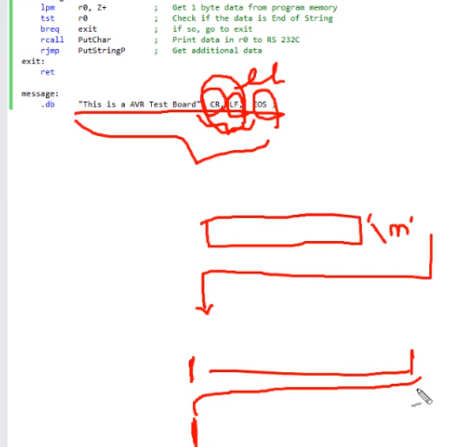 lpm r0, Z+ ; Get 1 byte data from program memory
tst r0 ; Check if the data is End of String
breq exit ; if so, go to exit
rcall PutChar ; Print data in r0 to RS 232C
rjmp PutStringP ; Get additional data
exit:
ret
message:
.db "This is a AVR Test Board" CR, LF, EOS
'\n'